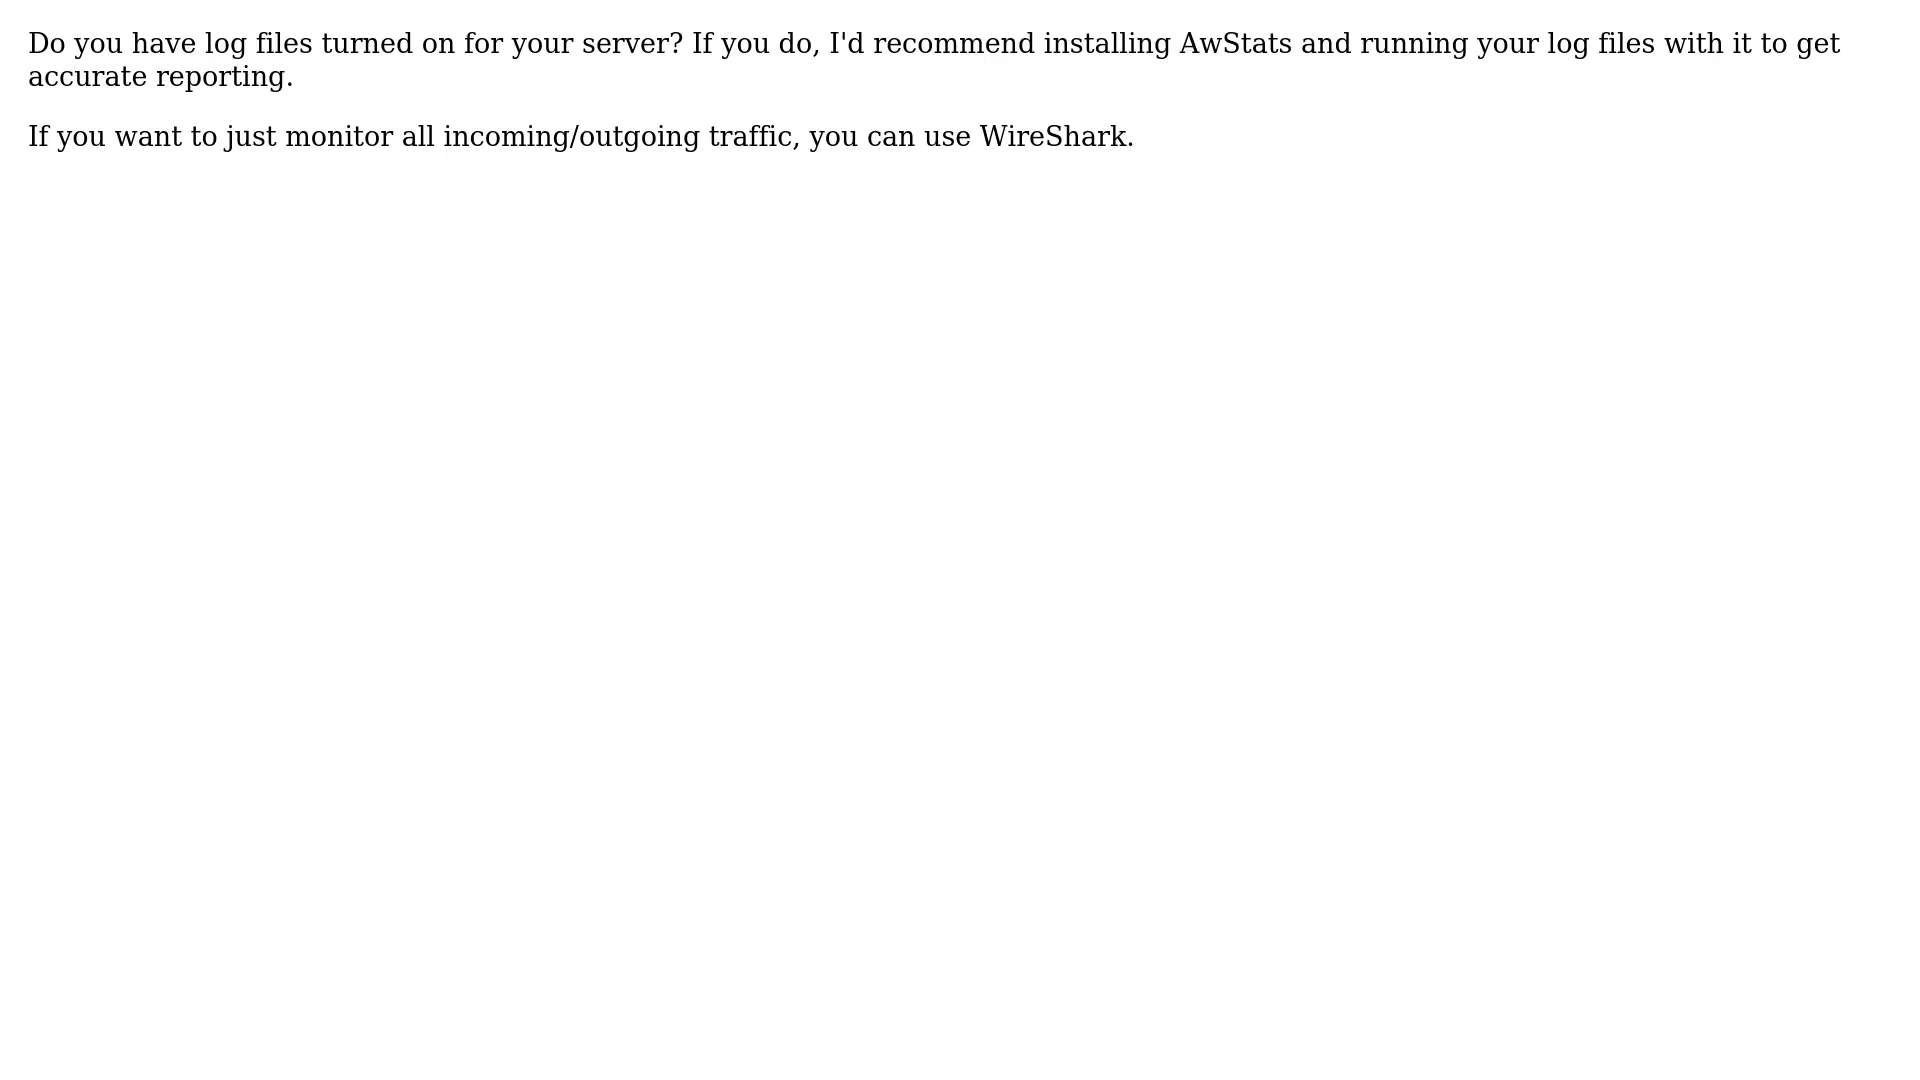 Do you have log files turned on for your server? If you do, I'd recommend installing AwStats and running your log files with it to get
accurate reporting.
If you want to just monitor all incoming/outgoing traffic, you can use WireShark.